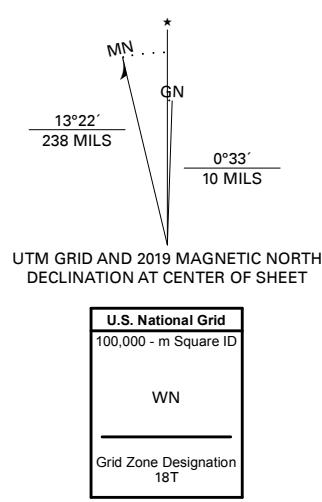 MN
GN
13°22´
238 MILS
0°33´
10 MILS
UTM GRID AND 2019 MAGNETIC NORTH
DECLINATION AT CENTER OF SHEET
U.S. National Grid
100,000 - m Square ID
WN
Grid Zone Designation
18T